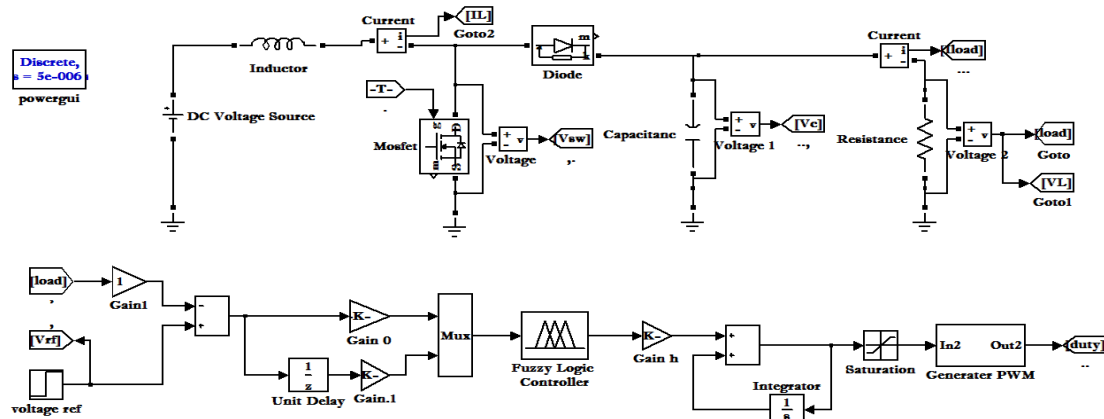 Discrete,
s = 5e-006
powergui
DC Voltage Source
Inductor
Current
+ i
-
[IL]
Goto2
-T-
Mosfet
g D
m S
+ v
-
Voltage
[Vsw]
m
a k
Diode
Capacitanc
+ v
-
Voltage 1
[Vc]
Current
+ i
-
[Iload]
Resistance
+ v
-
Voltage 2
[load]
Goto
[VL]
Goto1
[load]
1
Gain1
[Vrf]
voltage ref
-
+
-K-
Gain 0
1
z
Unit Delay
K-
Gain.1
Mux
Fuzzy Logic
Controller
K-
Gain h
+
+
Integrator
1
s
Saturation
In2 Out2
Generater PWM
[duty]